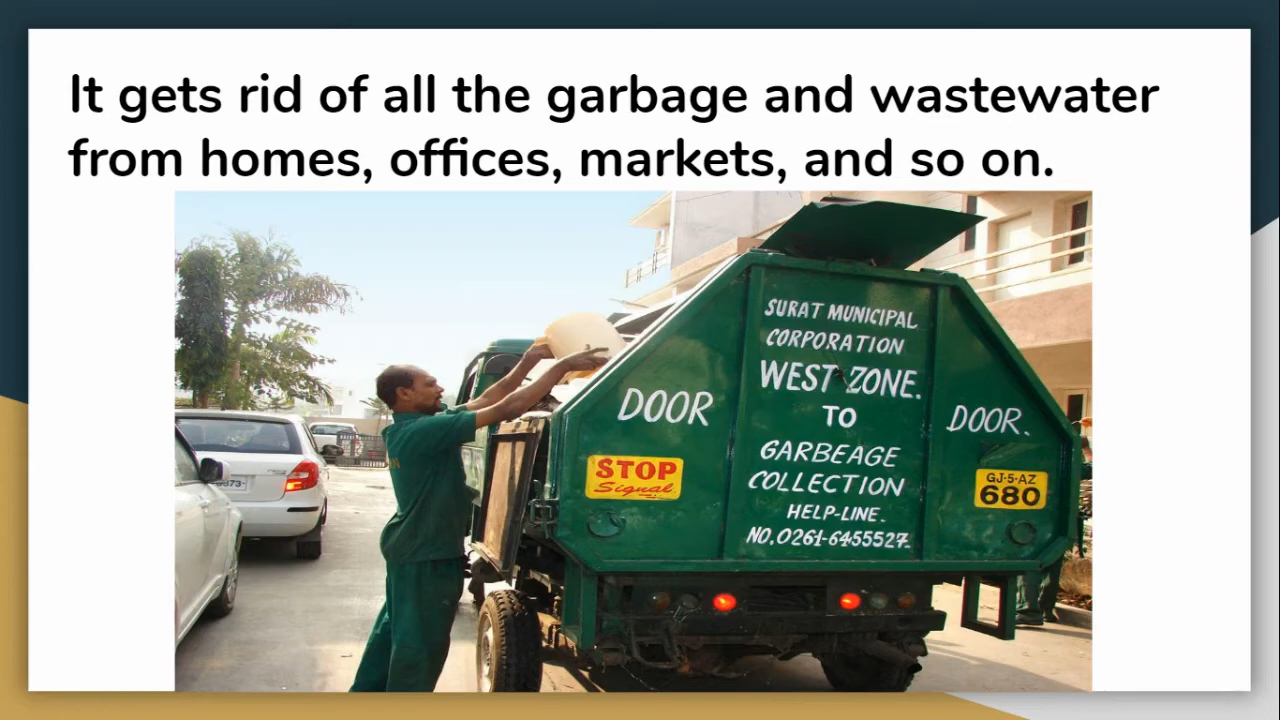 It gets rid of all the garbage and wastewater
from homes, offices, markets, and so on.
SURAT MUNICIPAL
CORPORATION
WEST ZONE.
DOOR TO DOOR.
GARBEAGE
COLLECTION
HELP-LINE.
NO. 0261-6455527.
STOP
Signal
GJ·5·AZ
680